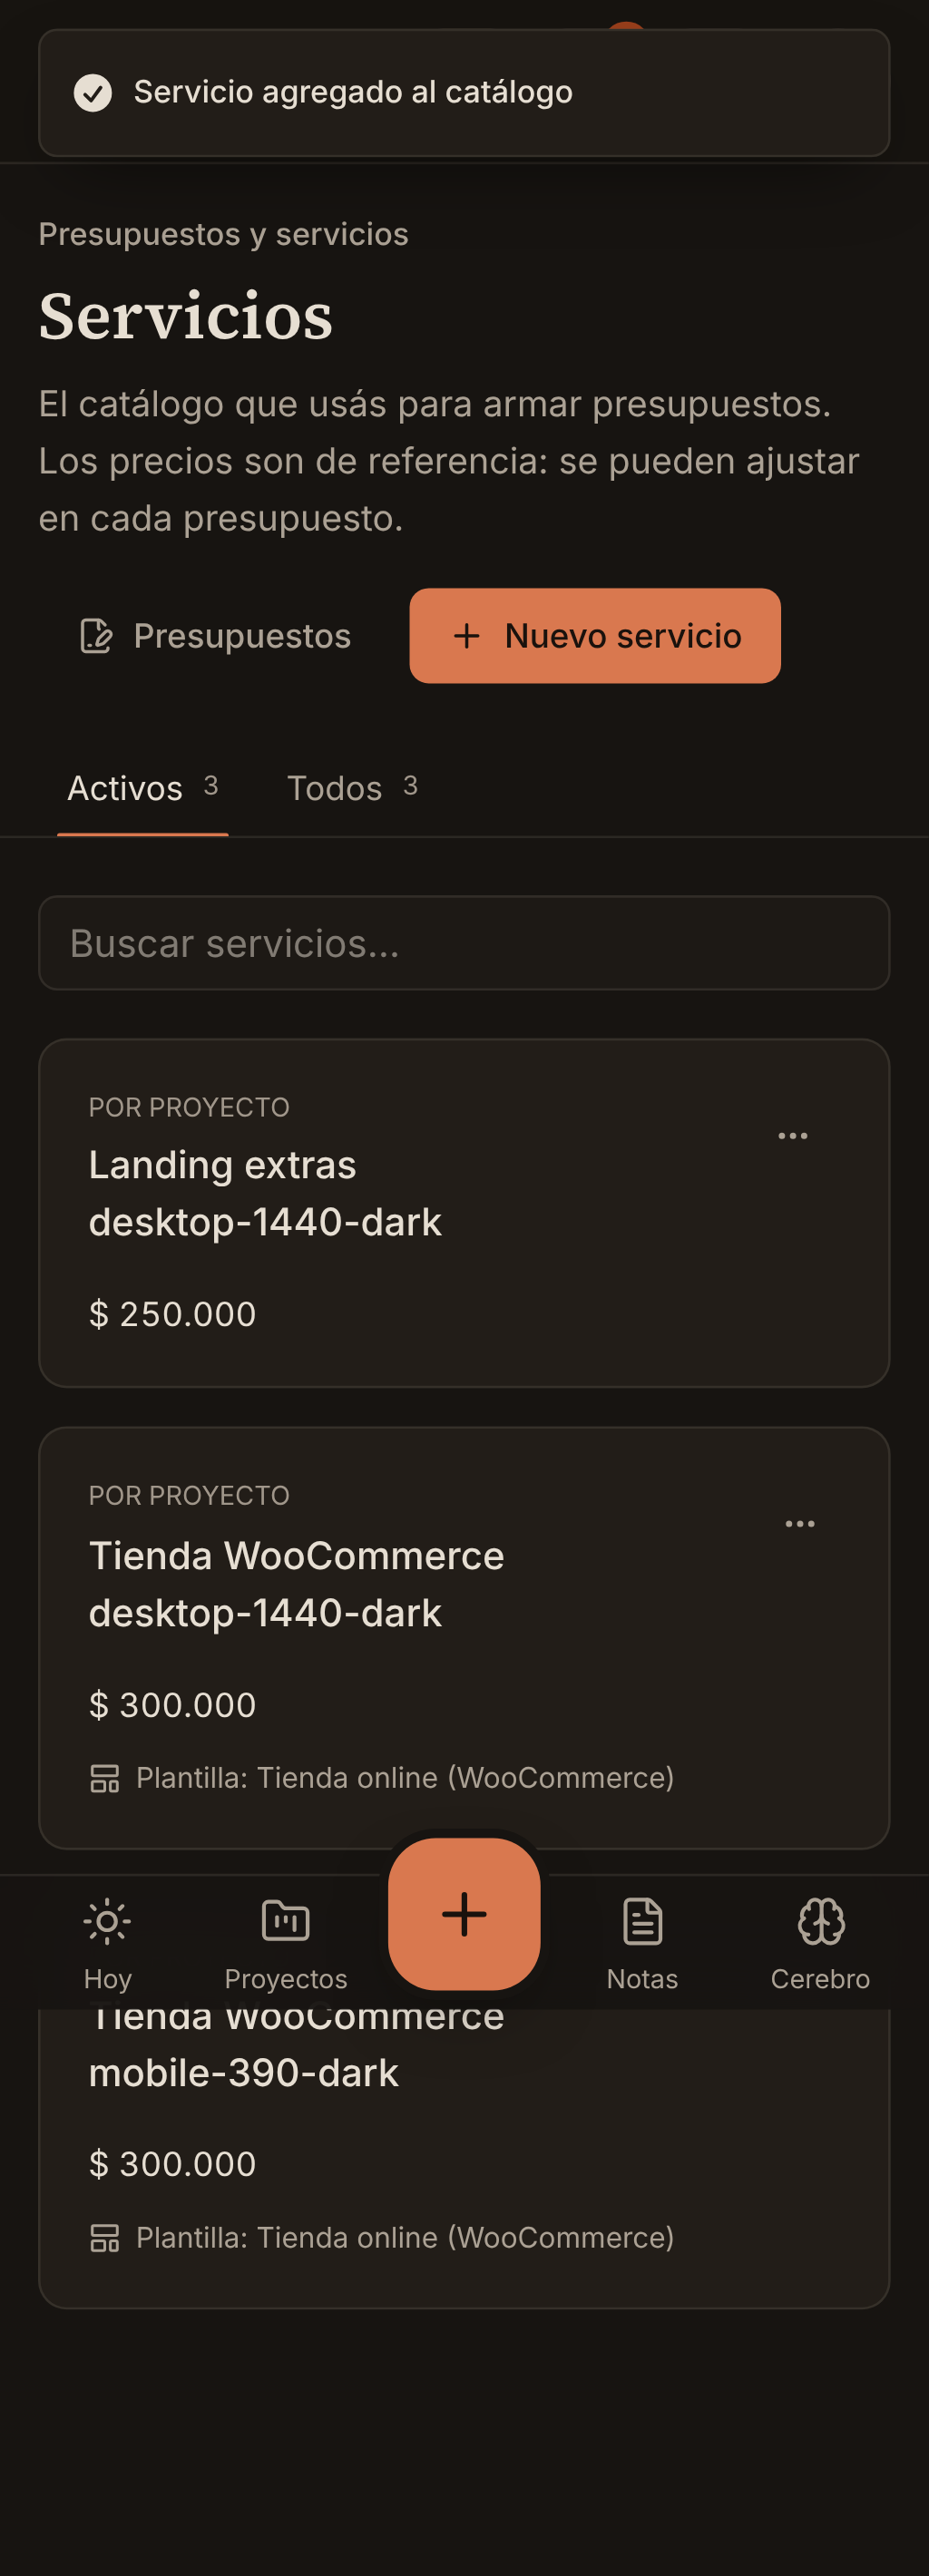 Servicio agregado al catálogo
Presupuestos y servicios
Servicios
El catálogo que usás para armar presupuestos.
Los precios son de referencia: se pueden ajustar
en cada presupuesto.
Presupuestos
Nuevo servicio
Activos 3
Todos 3
Buscar servicios...
POR PROYECTO
Landing extras
desktop-1440-dark
$ 250.000
POR PROYECTO
Tienda WooCommerce
desktop-1440-dark
$ 300.000
Plantilla: Tienda online (WooCommerce)
Hoy
Proyectos
Notas
Cerebro
Tienda WooCommerce
mobile-390-dark
$ 300.000
Plantilla: Tienda online (WooCommerce)